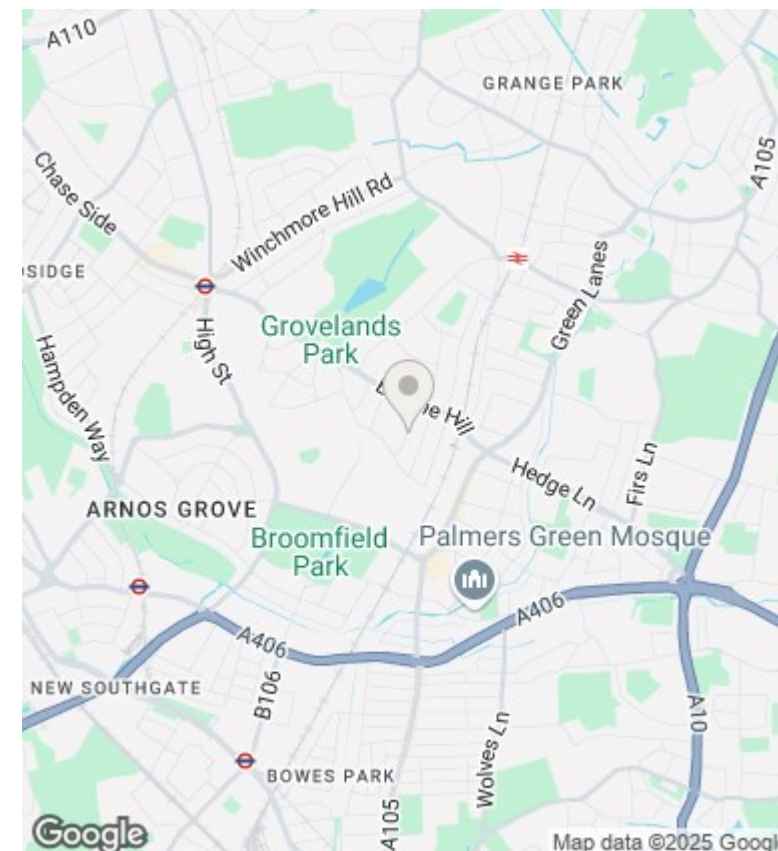 A110
GRANGE PARK
A105
Chase Side
Winchmore Hill Rd
SIDGE
Green Lanes
High St
Grovelands
Park
Hampden Way
ne Hill
Hedge Ln
Firs Ln
ARNOS GROVE
Broomfield
Park
Palmers Green Mosque
A406
A406
NEW SOUTHGATE
B106
A10
Wolves Ln
BOWES PARK
A105
Google
Map data ©2025 Googl